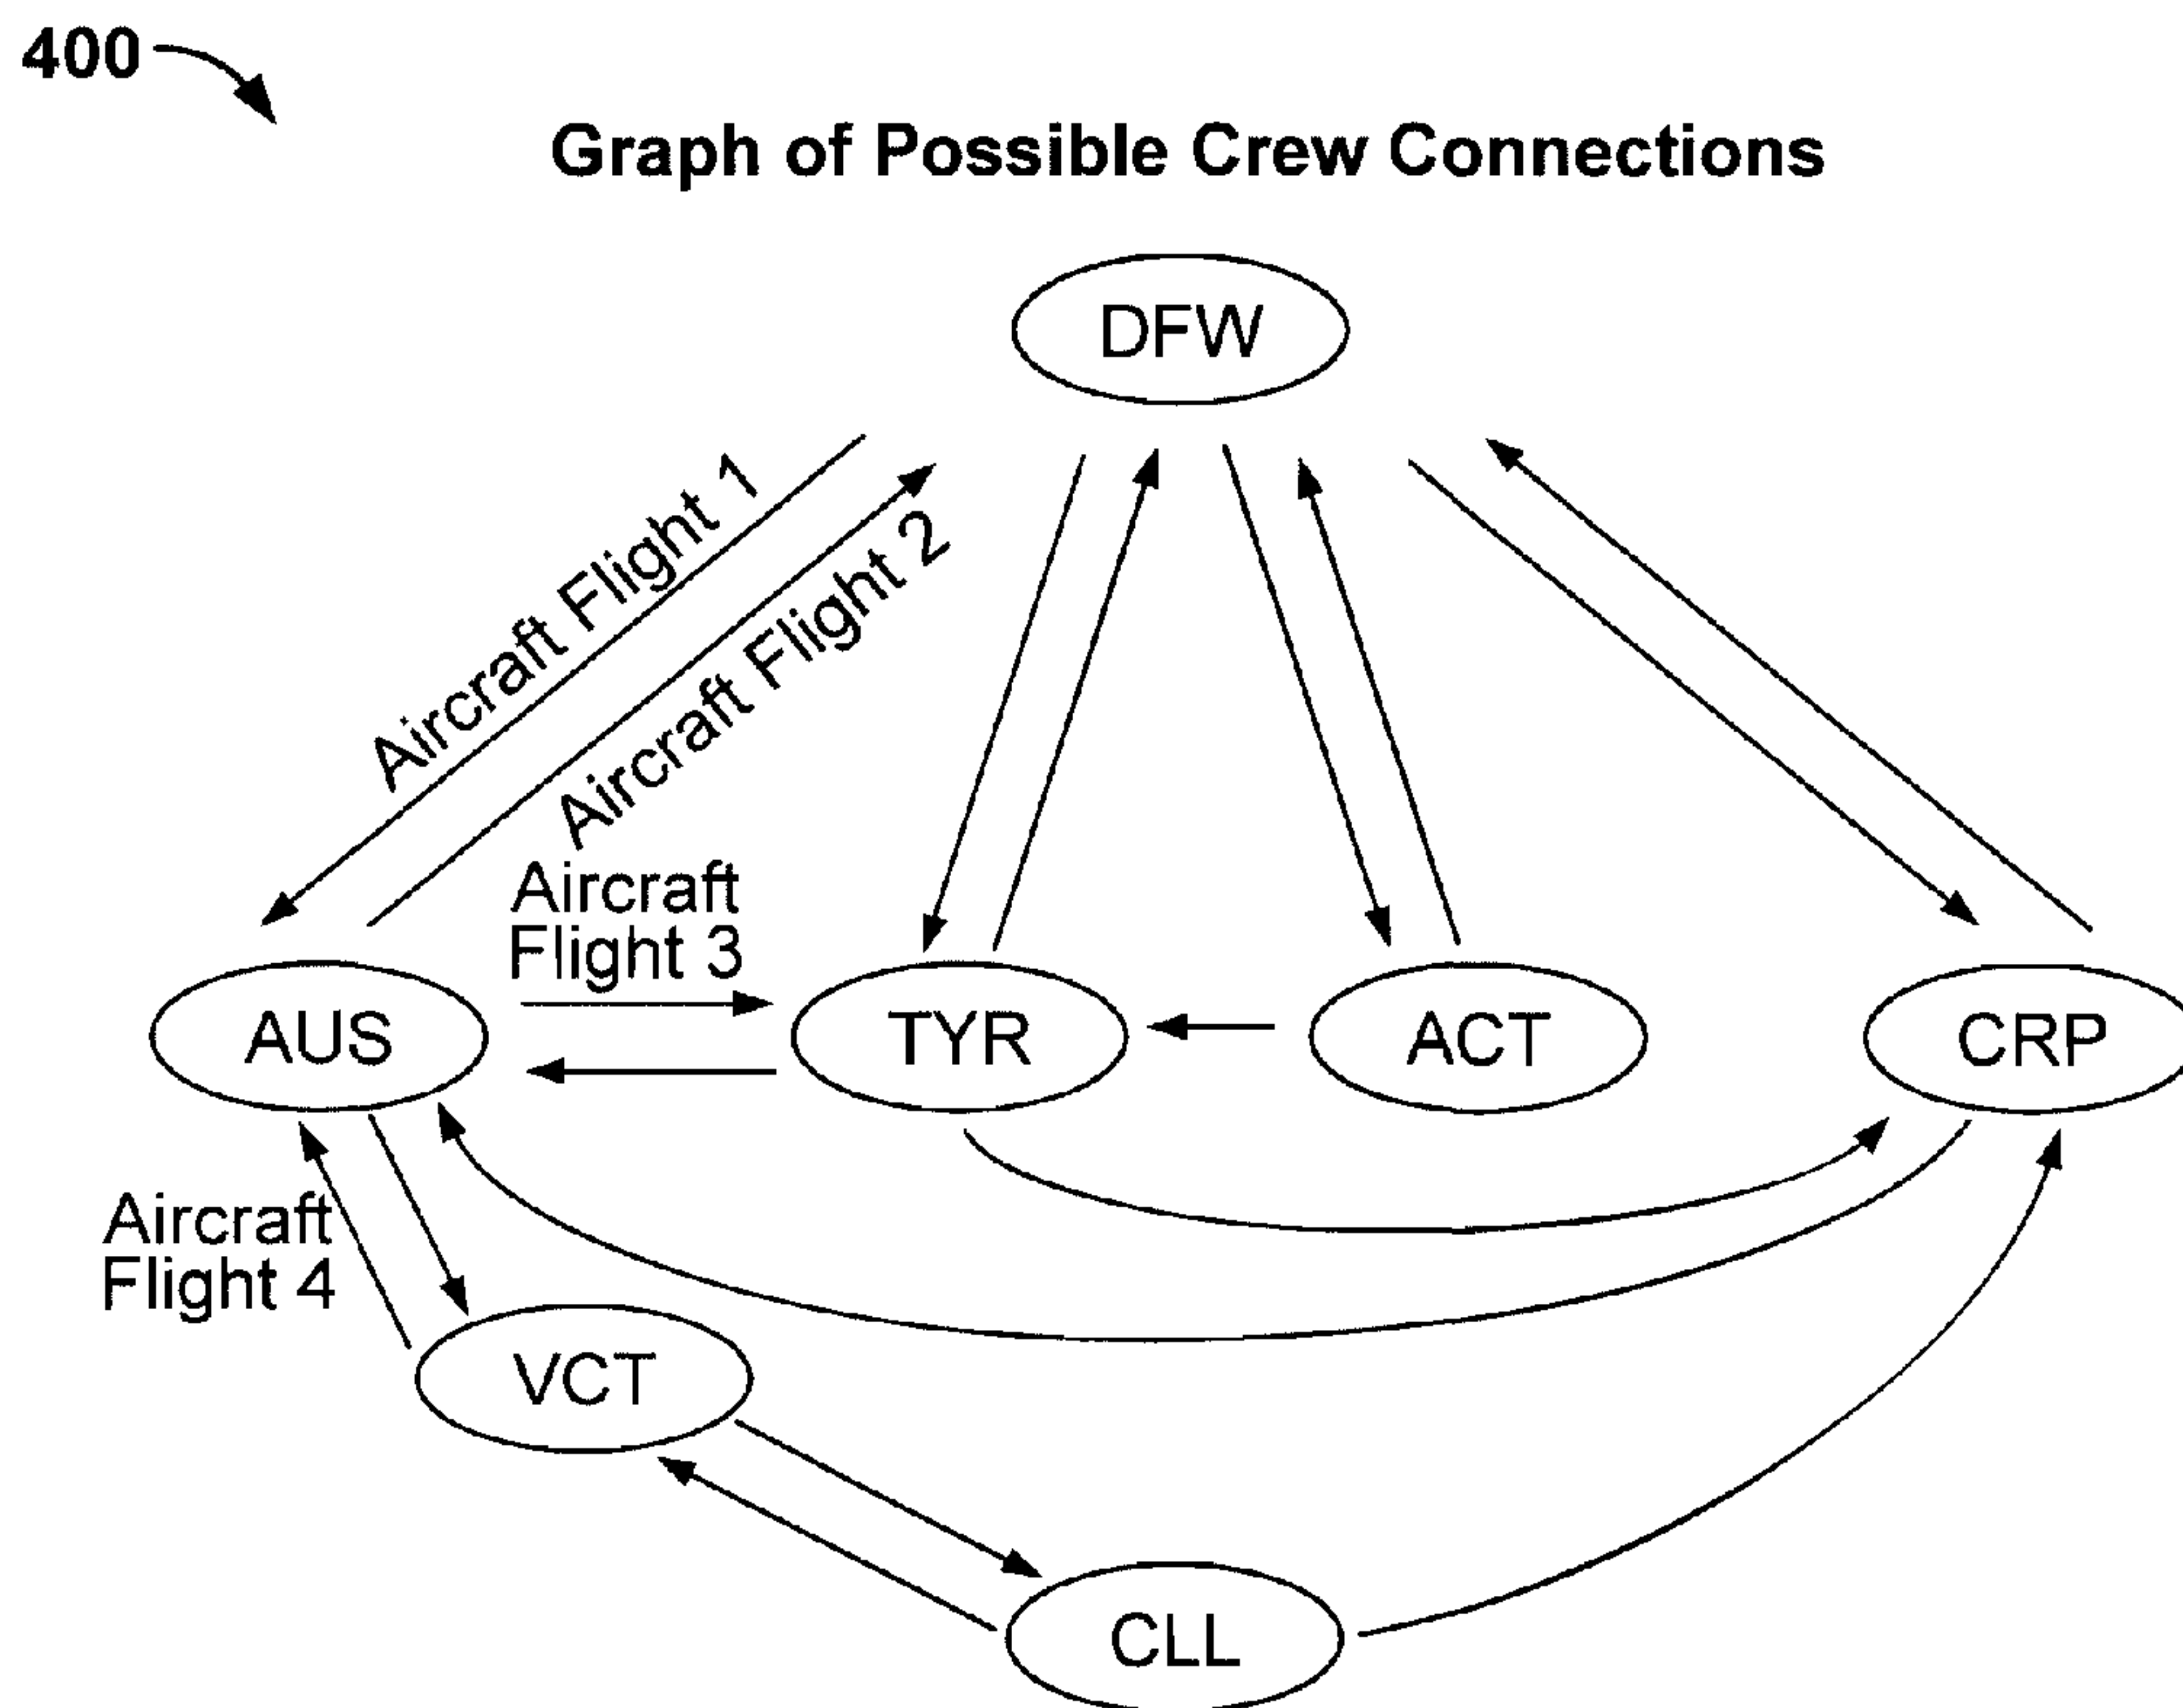 400
Graph of Possible Crew Connections
DFW
Aircraft Flight 1
Aircraft Flight 2
Aircraft
Flight 3
AUS
TYR
ACT
CRP
Aircraft
Flight 4
VCT
CLL